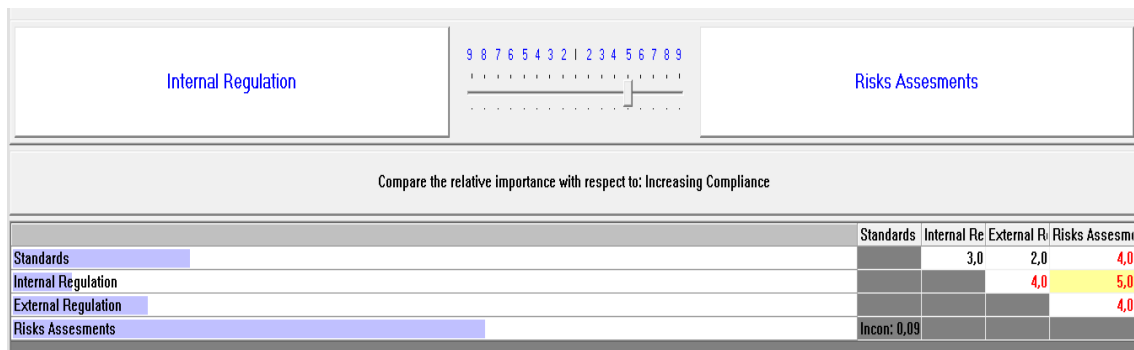 9 8 7 6 5 4 3 2 1 2 3 4 5 6 7 8 9
Internal Regulation
Risks Assesments
Compare the relative importance with respect to: Increasing Compliance
Standards Internal Re External R Risks Assesme
Standards 3,0 2,0 4,0
Internal Regulation 4,0 5,0
External Regulation 4,0
Risks Assesments Incon: 0,09